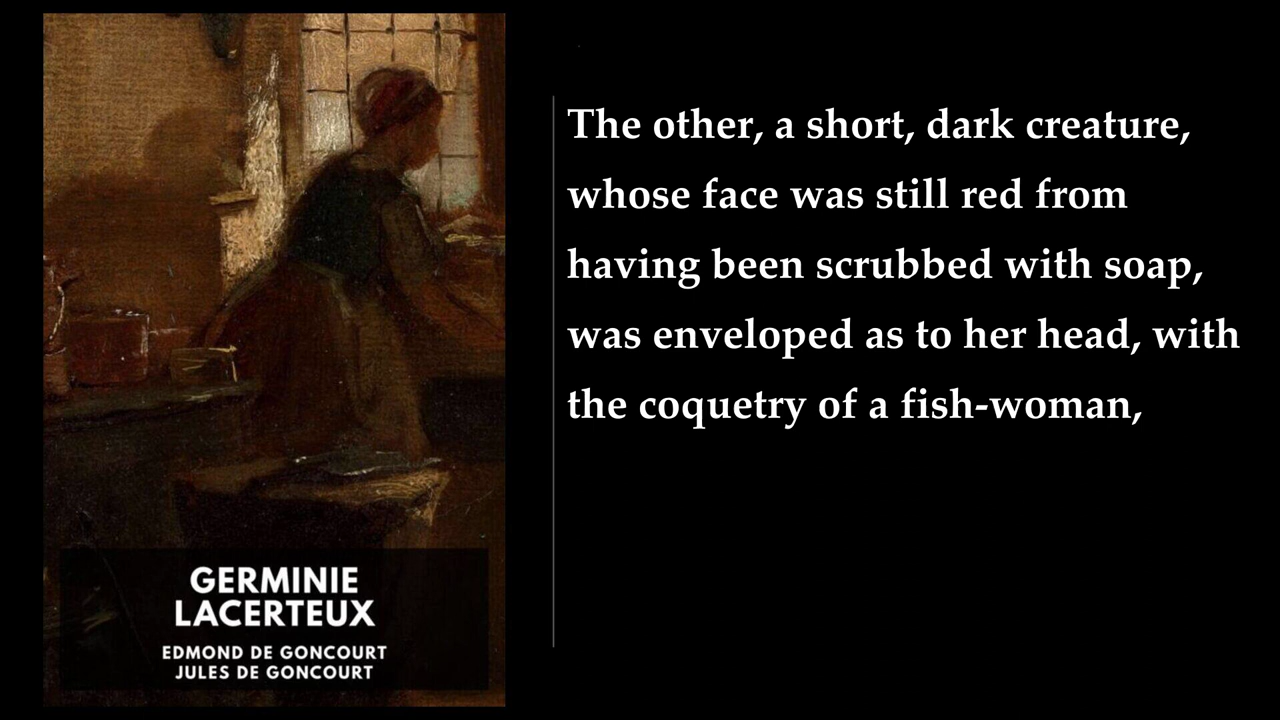 The other, a short, dark creature,
whose face was still red from
having been scrubbed with soap,
was enveloped as to her head, with
the coquetry of a fish-woman,
GERMINIE
LACERTEUX
EDMOND DE GONCOURT
JULES DE GONCOURT